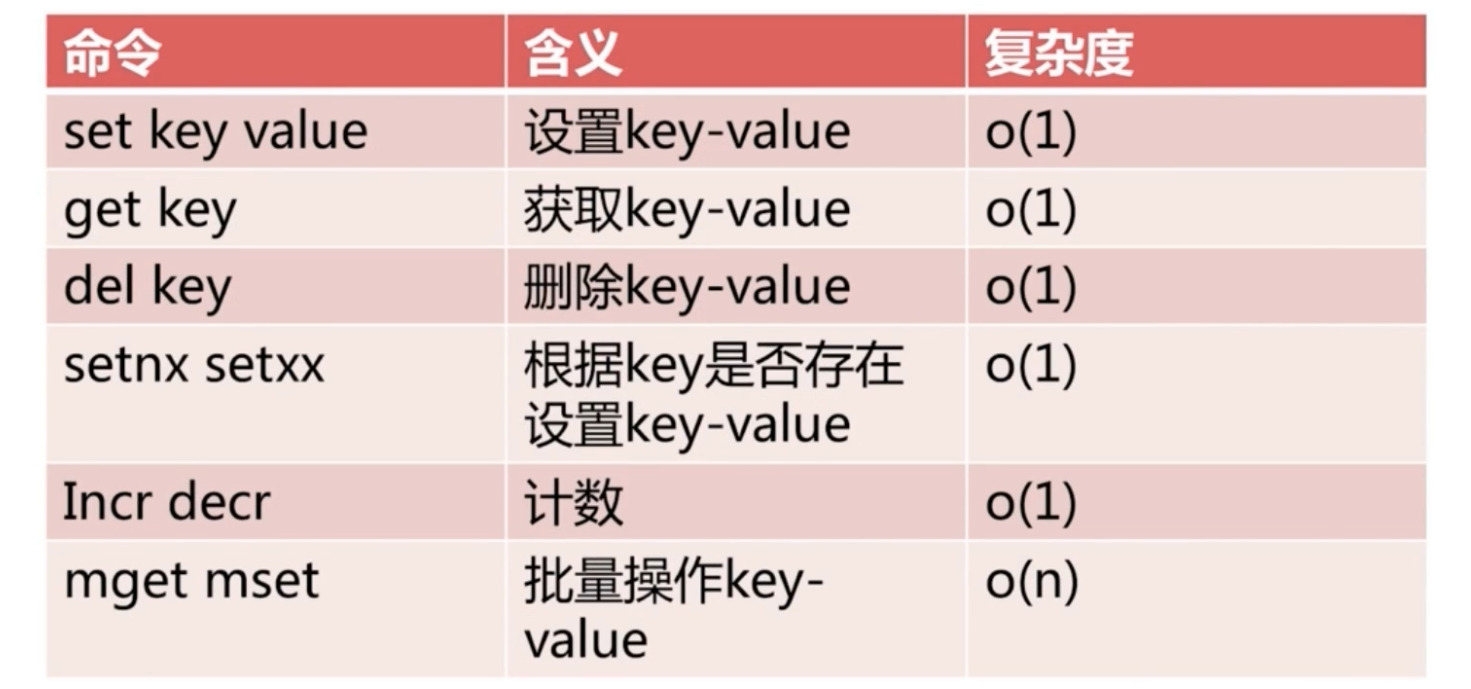 命令 含义 复杂度
set key value 设置key-value o(1)
get key 获取key-value o(1)
del key 删除key-value o(1)
setnx setxx 根据key是否存在 o(1)
设置key-value
Incr decr 计数 o(1)
mget mset 批量操作key- o(n)
value